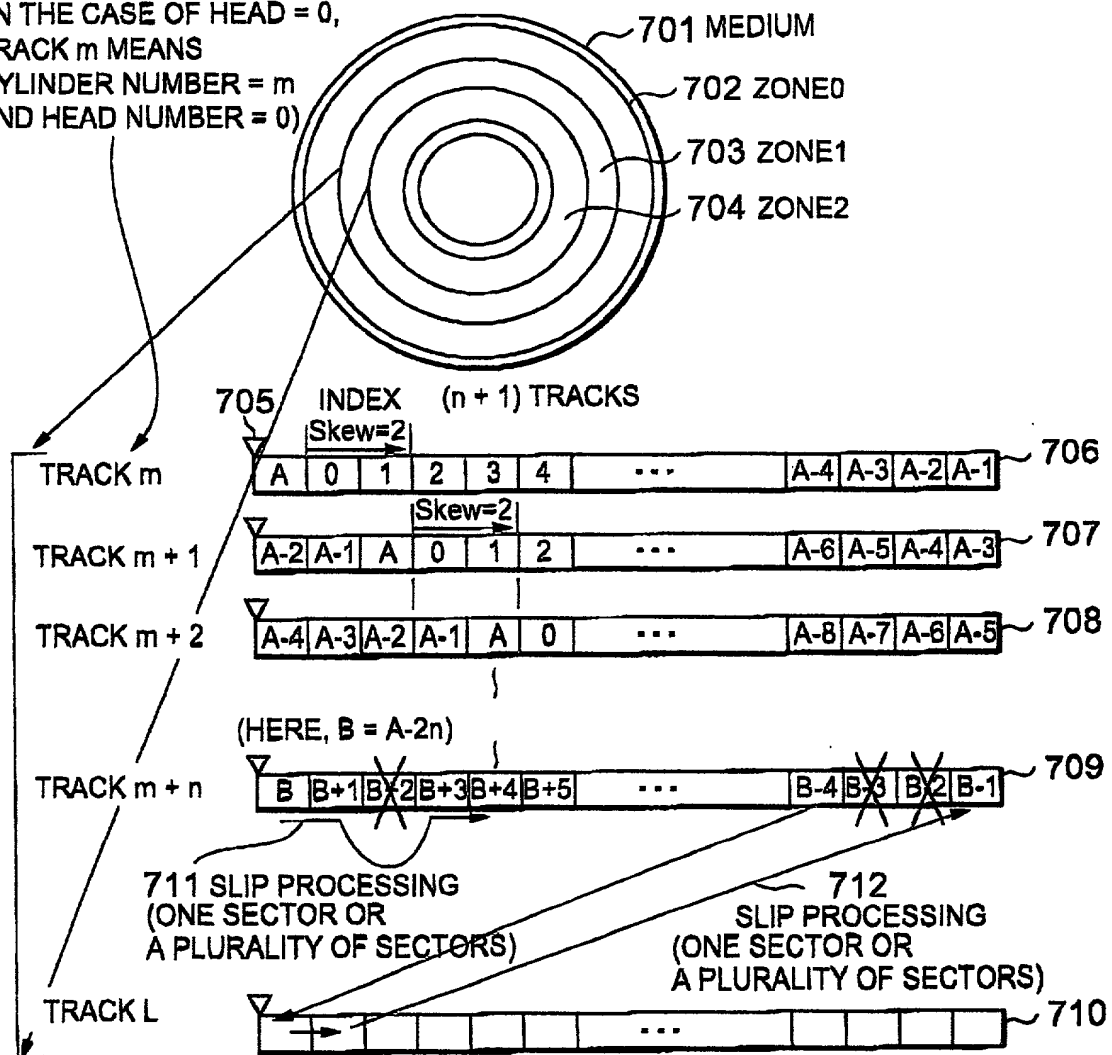 N THE CASE OF HEAD = 0,
RACK m MEANS
YLINDER NUMBER = m
ND HEAD NUMBER = 0)
701 MEDIUM
702 ZONE0
703 ZONE1
704 ZONE2
705 INDEX (n + 1) TRACKS
Skew=2
TRACK m A 0 1 2 3 4 ... A-4 A-3 A-2 A-1 706
Skew=2
TRACK m + 1 A-2 A-1 A 0 1 2 ... A-6 A-5 A-4 A-3 707
TRACK m + 2 A-4 A-3 A-2 A-1 A 0 ... A-8 A-7 A-6 A-5 708
(HERE, B = A-2n)
TRACK m + n B B+1 B+2 B+3 B+4 B+5 ... B-4 B-3 B-2 B-1 709
711 SLIP PROCESSING
(ONE SECTOR OR
A PLURALITY OF SECTORS)
712
SLIP PROCESSING
(ONE SECTOR OR
A PLURALITY OF SECTORS)
TRACK L ... 710